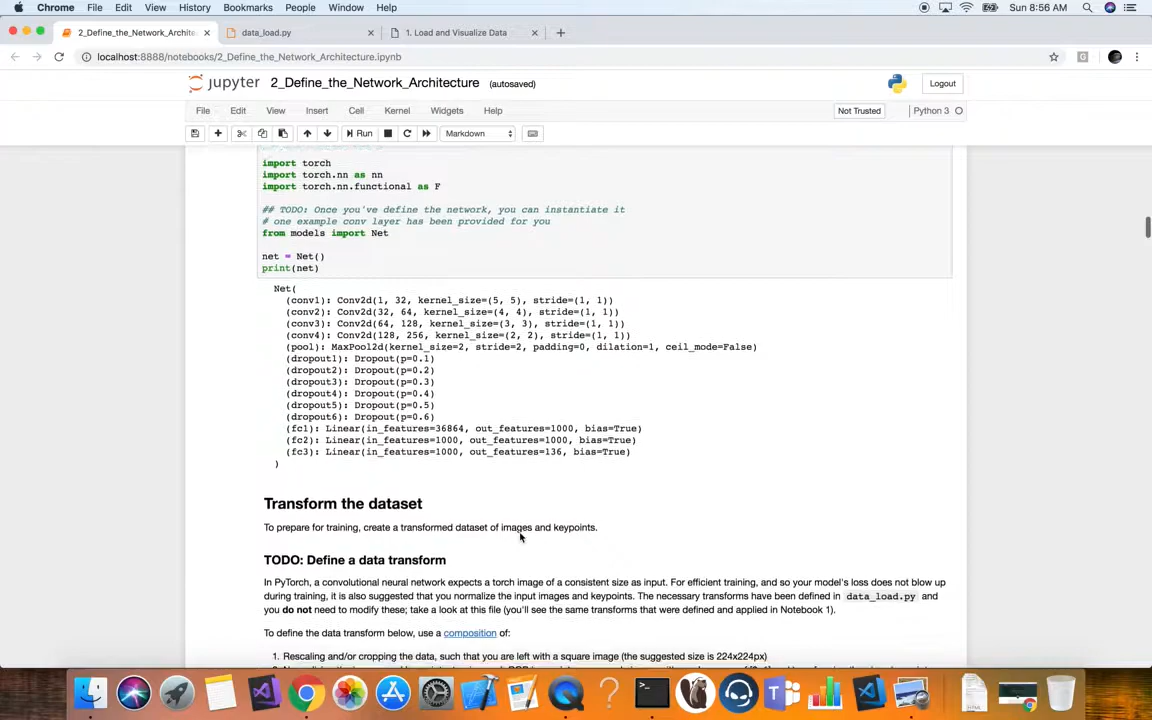 Chrome File Edit View History Bookmarks People Window Help Sun 8:56 AM
2_Define_the_Network_Archite
data_load.py
1. Load and Visualize Data
localhost:8888/notebooks/2_Define_the_Network_Architecture.ipynb
jupyter 2_Define_the_Network_Architecture (autosaved)
Logout
File Edit View Insert Cell Kernel Widgets Help Not Trusted Python 3
Run Markdown
import torch
import torch.nn as nn
import torch.nn.functional as F
## TODO: Once you've define the network, you can instantiate it
# one example conv layer has been provided for you
from models import Net
net = Net()
print(net)
Net(
(conv1): Conv2d(1, 32, kernel_size=(5, 5), stride=(1, 1))
(conv2): Conv2d(32, 64, kernel_size=(4, 4), stride=(1, 1))
(conv3): Conv2d(64, 128, kernel_size=(3, 3), stride=(1, 1))
(conv4): Conv2d(128, 256, kernel_size=(2, 2), stride=(1, 1))
(pool): MaxPool2d(kernel_size=2, stride=2, padding=0, dilation=1, ceil_mode=False)
(dropout1): Dropout(p=0.1)
(dropout2): Dropout(p=0.2)
(dropout3): Dropout(p=0.3)
(dropout4): Dropout(p=0.4)
(dropout5): Dropout(p=0.5)
(dropout6): Dropout(p=0.6)
(fc1): Linear(in_features=36864, out_features=1000, bias=True)
(fc2): Linear(in_features=1000, out_features=1000, bias=True)
(fc3): Linear(in_features=1000, out_features=136, bias=True)
)
Transform the dataset
To prepare for training, create a transformed dataset of images and keypoints.
TODO: Define a data transform
In PyTorch, a convolutional neural network expects a torch image of a consistent size as input. For efficient training, and so your model's loss does not blow up
during training, it is also suggested that you normalize the input images and keypoints. The necessary transforms have been defined in data_load.py and
you do not need to modify these; take a look at this file (you'll see the same transforms that were defined and applied in Notebook 1).
To define the data transform below, use a composition of:
1. Rescaling and/or cropping the data, such that you are left with a square image (the suggested size is 224x224px)